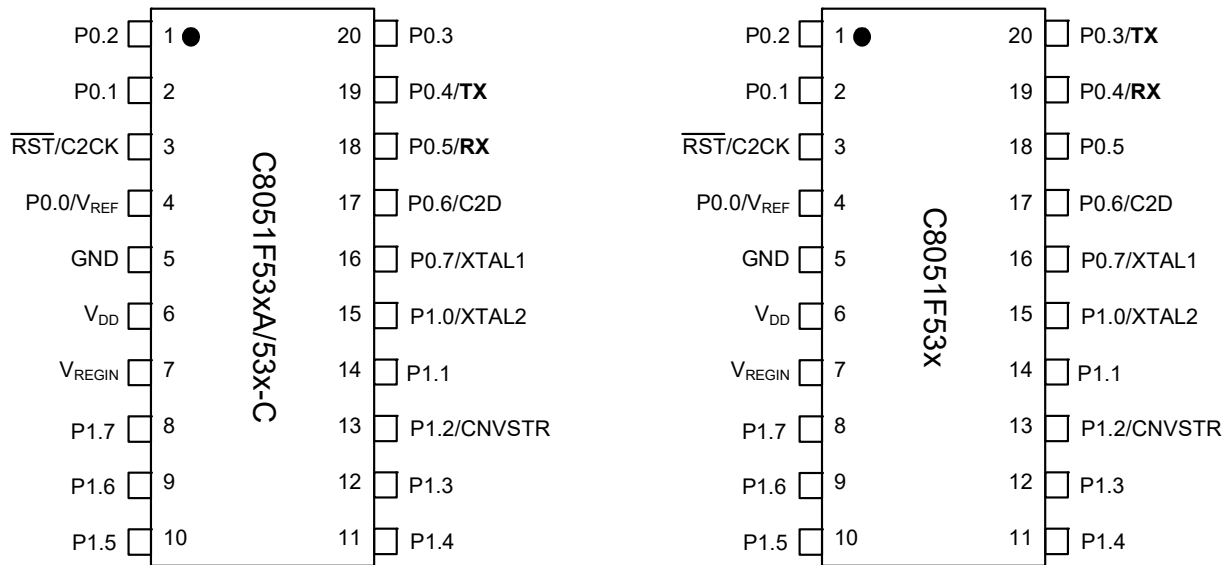 P0.2 1 20 P0.3
P0.1 2 19 P0.4/TX
RST/C2CK 3 18 P0.5/RX
P0.0/VREF 4 17 P0.6/C2D
GND 5 16 P0.7/XTAL1
VDD 6 15 P1.0/XTAL2
VREGIN 7 14 P1.1
P1.7 8 13 P1.2/CNVSTR
P1.6 9 12 P1.3
P1.5 10 11 P1.4
C8051F53xA/53x-C
P0.2 1 20 P0.3/TX
P0.1 2 19 P0.4/RX
RST/C2CK 3 18 P0.5
P0.0/VREF 4 17 P0.6/C2D
GND 5 16 P0.7/XTAL1
VDD 6 15 P1.0/XTAL2
VREGIN 7 14 P1.1
P1.7 8 13 P1.2/CNVSTR
P1.6 9 12 P1.3
P1.5 10 11 P1.4
C8051F53x